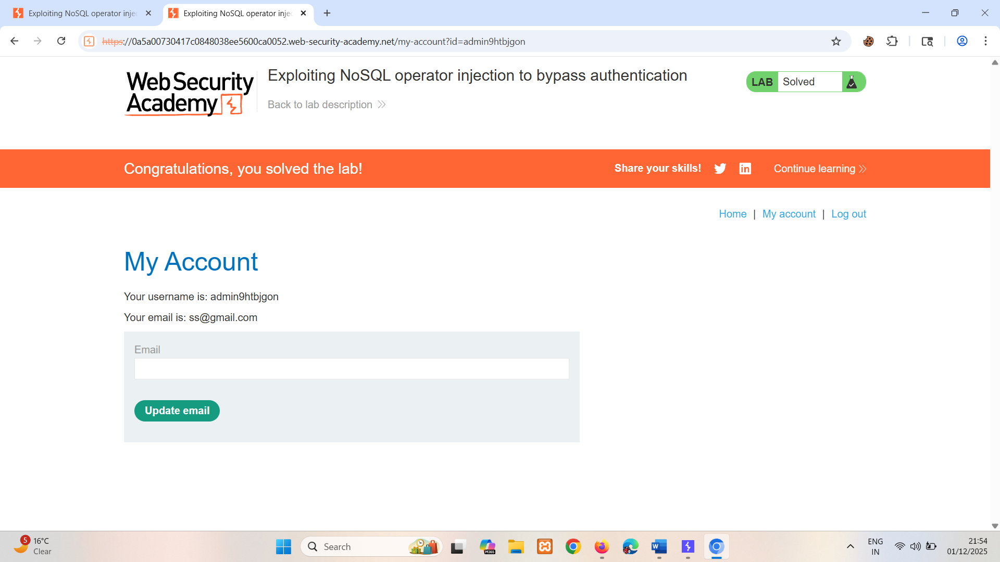 Exploiting NoSQL operator inje
Exploiting NoSQL operator inje
https://0a5a00730417c0848038ee5600ca0052.web-security-academy.net/my-account?id=admin9htbjgon
Web Security
Academy
Exploiting NoSQL operator injection to bypass authentication
Back to lab description
LAB Solved
Congratulations, you solved the lab!
Share your skills!
in
Continue learning
Home | My account | Log out
My Account
Your username is: admin9htbjgon
Your email is: ss@gmail.com
Email
Update email
5
16°C
Clear
Search
M365
W
ENG
IN
21:54
01/12/2025